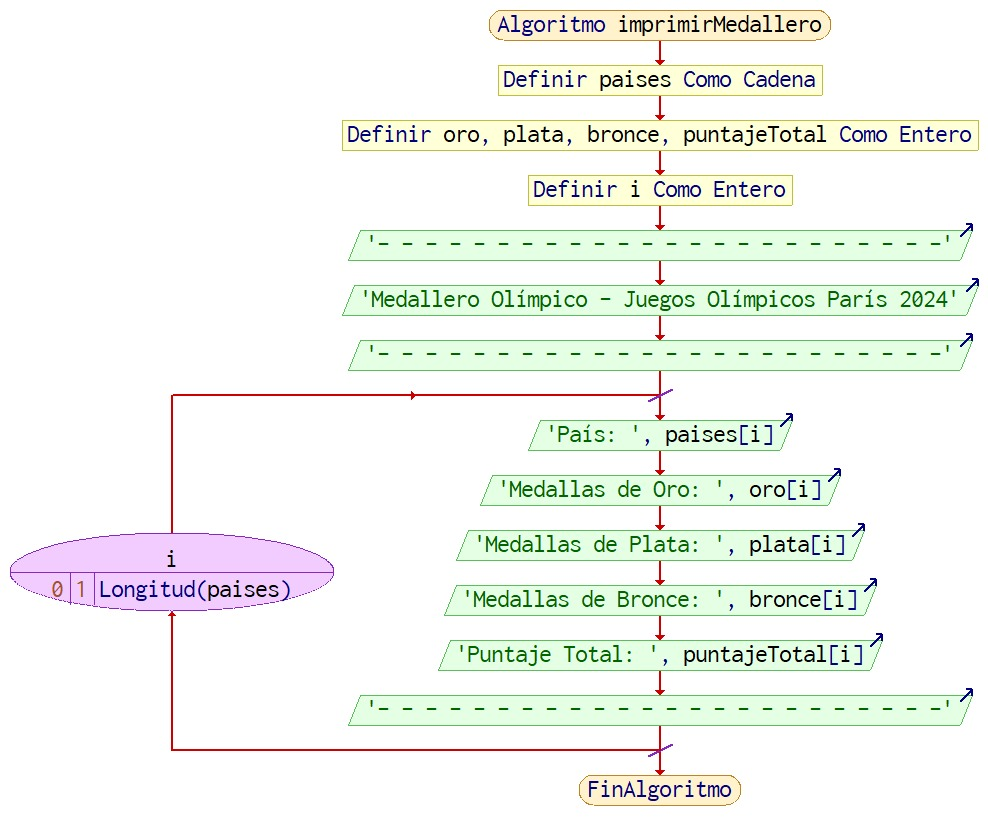 Algoritmo imprimirMedallero
Definir paises Como Cadena
Definir oro, plata, bronce, puntajeTotal Como Entero
Definir i Como Entero
'- - - - - - - - - - - - - - - - - - - - - - - -'
'Medallero Olímpico - Juegos Olímpicos París 2024'
'- - - - - - - - - - - - - - - - - - - - - - - -'
'País: ', paises[i]
'Medallas de Oro: ', oro[i]
'Medallas de Plata: ', plata[i]
i
0 1 Longitud(paises)
'Medallas de Bronce: ', bronce[i]
'Puntaje Total: ', puntajeTotal[i]
'- - - - - - - - - - - - - - - - - - - - - - - -'
FinAlgoritmo